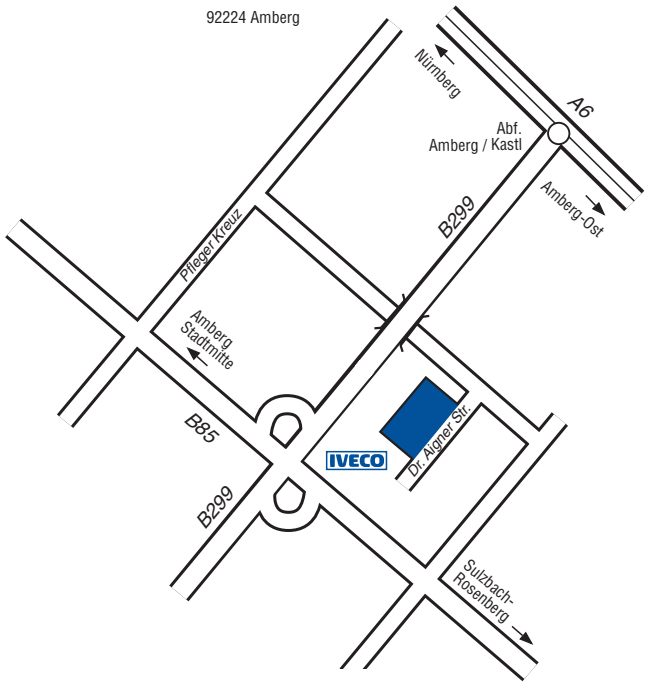 92224 Amberg
Nürnberg
A6
Abf.
Amberg / Kastl
Amberg-Ost
B299
Pfleger Kreuz
Amberg
Stadtmitte
B85
IVECO
Dr. Aigner Str.
B299
Sulzbach-
Rosenberg